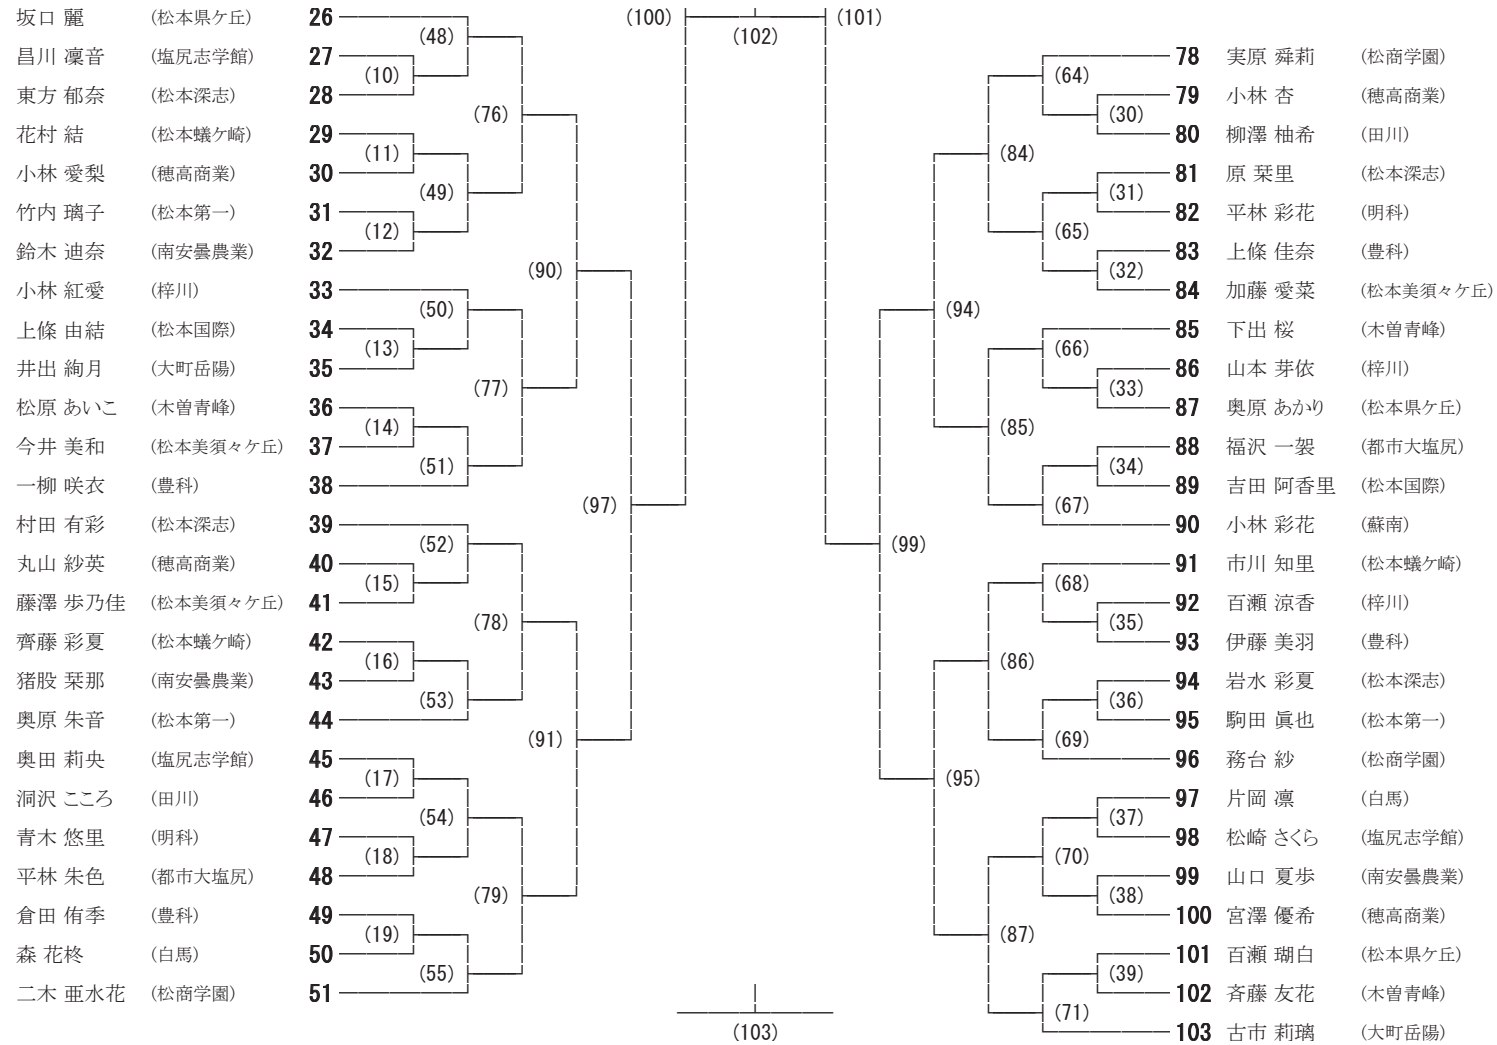 坂口 麗 (松本県ケ丘) 26
昌川 凜音 (塩尻志学館) 27
東方 郁奈 (松本深志) 28
花村 結 (松本蟻ケ崎) 29
小林 愛梨 (穂高商業) 30
竹内 璃子 (松本第一) 31
鈴木 迪奈 (南安曇農業) 32
小林 紅愛 (梓川) 33
上條 由結 (松本国際) 34
井出 絢月 (大町岳陽) 35
松原 あいこ (木曽青峰) 36
今井 美和 (松本美須々ケ丘) 37
一柳 咲衣 (豊科) 38
村田 有彩 (松本深志) 39
丸山 紗英 (穂高商業) 40
藤澤 歩乃佳 (松本美須々ケ丘) 41
齊藤 彩夏 (松本蟻ケ崎) 42
猪股 栞那 (南安曇農業) 43
奥原 朱音 (松本第一) 44
奥田 莉央 (塩尻志学館) 45
洞沢 こころ (田川) 46
青木 悠里 (明科) 47
平林 朱色 (都市大塩尻) 48
倉田 侑季 (豊科) 49
森 花柊 (白馬) 50
二木 亜水花 (松商学園) 51
(48)
(10)
(11)
(49)
(12)
(50)
(13)
(14)
(51)
(52)
(15)
(16)
(53)
(17)
(54)
(18)
(19)
(55)
(76)
(77)
(78)
(79)
(90)
(91)
(97)
(100)
(102)
(101)
(103)
(99)
(94)
(95)
(84)
(85)
(86)
(87)
(64)
(30)
(31)
(65)
(32)
(66)
(33)
(34)
(67)
(68)
(35)
(36)
(69)
(37)
(70)
(38)
(39)
(71)
78 実原 舜莉 (松商学園)
79 小林 杏 (穂高商業)
80 柳澤 柚希 (田川)
81 原 栞里 (松本深志)
82 平林 彩花 (明科)
83 上條 佳奈 (豊科)
84 加藤 愛菜 (松本美須々ケ丘)
85 下出 桜 (木曽青峰)
86 山本 芽依 (梓川)
87 奥原 あかり (松本県ケ丘)
88 福沢 一袈 (都市大塩尻)
89 吉田 阿香里 (松本国際)
90 小林 彩花 (蘇南)
91 市川 知里 (松本蟻ケ崎)
92 百瀬 涼香 (梓川)
93 伊藤 美羽 (豊科)
94 岩水 彩夏 (松本深志)
95 駒田 眞也 (松本第一)
96 務台 紗 (松商学園)
97 片岡 凛 (白馬)
98 松崎 さくら (塩尻志学館)
99 山口 夏歩 (南安曇農業)
100 宮澤 優希 (穂高商業)
101 百瀬 瑚白 (松本県ケ丘)
102 斉藤 友花 (木曽青峰)
103 古市 莉璃 (大町岳陽)